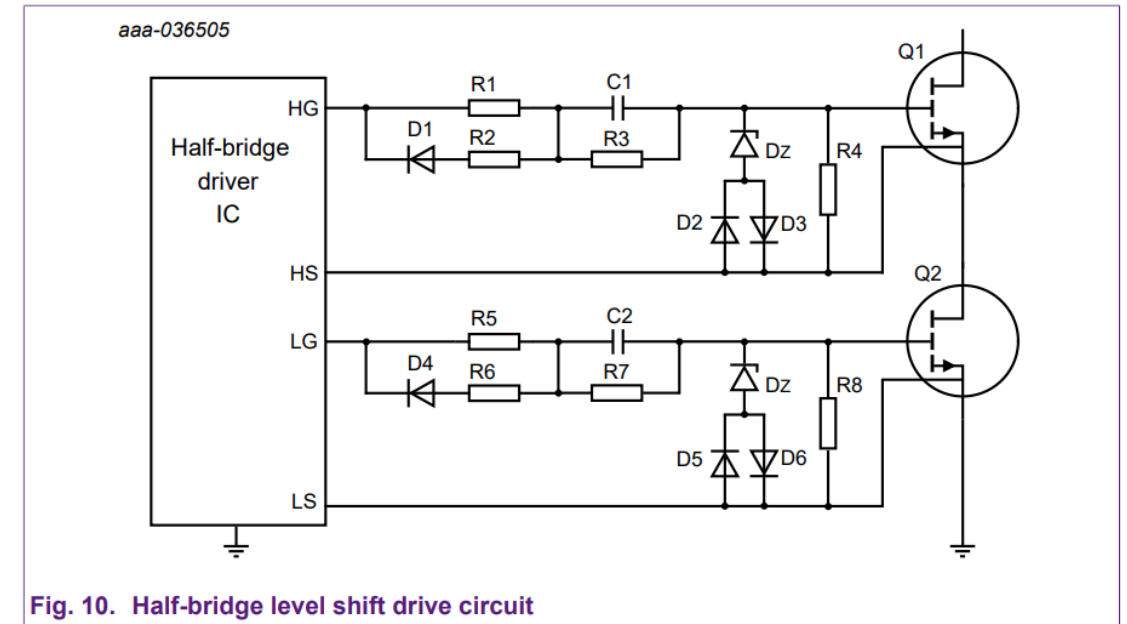 aaa-036505
Q1
R1
C1
HG
D1
R2
R3
Half-bridge
driver
IC
Dz
R4
D2
D3
HS
Q2
R5
C2
LG
D4
R6
R7
Dz
R8
D5
D6
LS
Fig. 10. Half-bridge level shift drive circuit